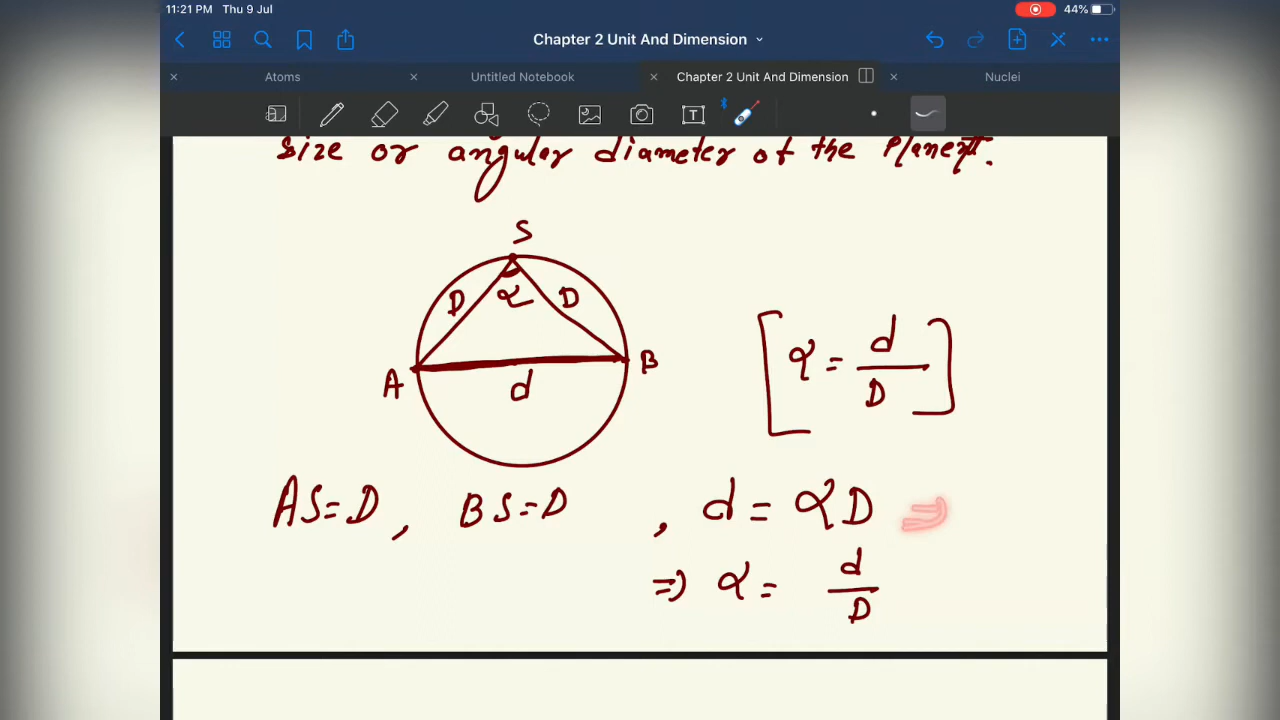 11:21 PM Thu 9 Jul
44%
Chapter 2 Unit And Dimension
Atoms
Untitled Notebook
Chapter 2 Unit And Dimension
Nuclei
T
size or angular diameter of the Planet.
S
D
α
D
A
d
B
[α = d/D]
AS=D, BS=D, d = αD
⇒ α = d/D